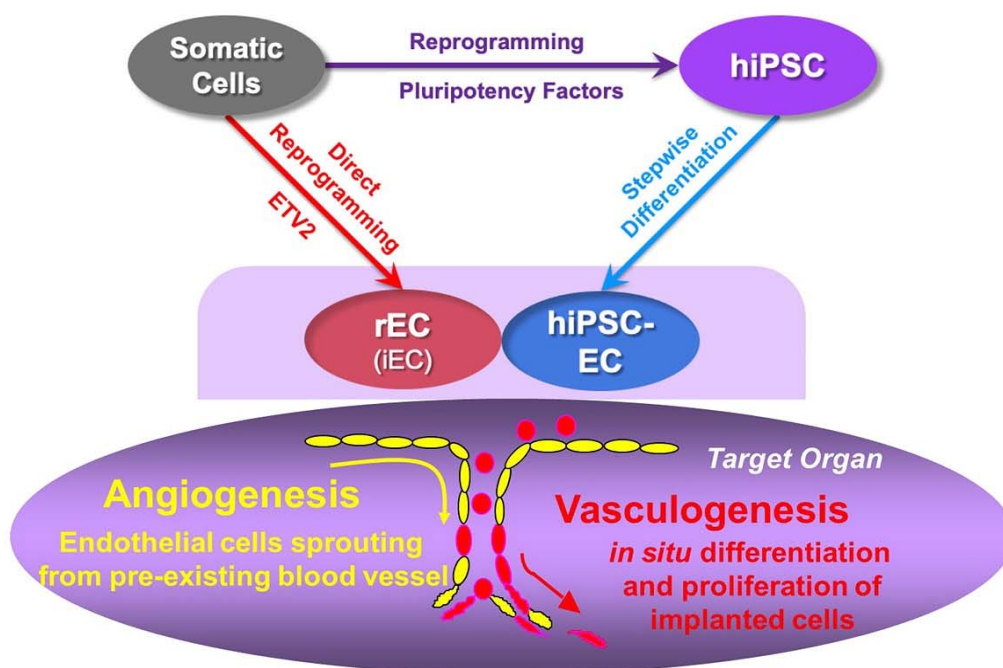 Somatic
Cells
Reprogramming
Pluripotency Factors
hiPSC
Direct
Reprogramming
ETV2
Stepwise
Differentiation
rEC
(iEC)
hiPSC-
EC
Target Organ
Angiogenesis
Endothelial cells sprouting
from pre-existing blood vessel
Vasculogenesis
in situ differentiation
and proliferation of
implanted cells